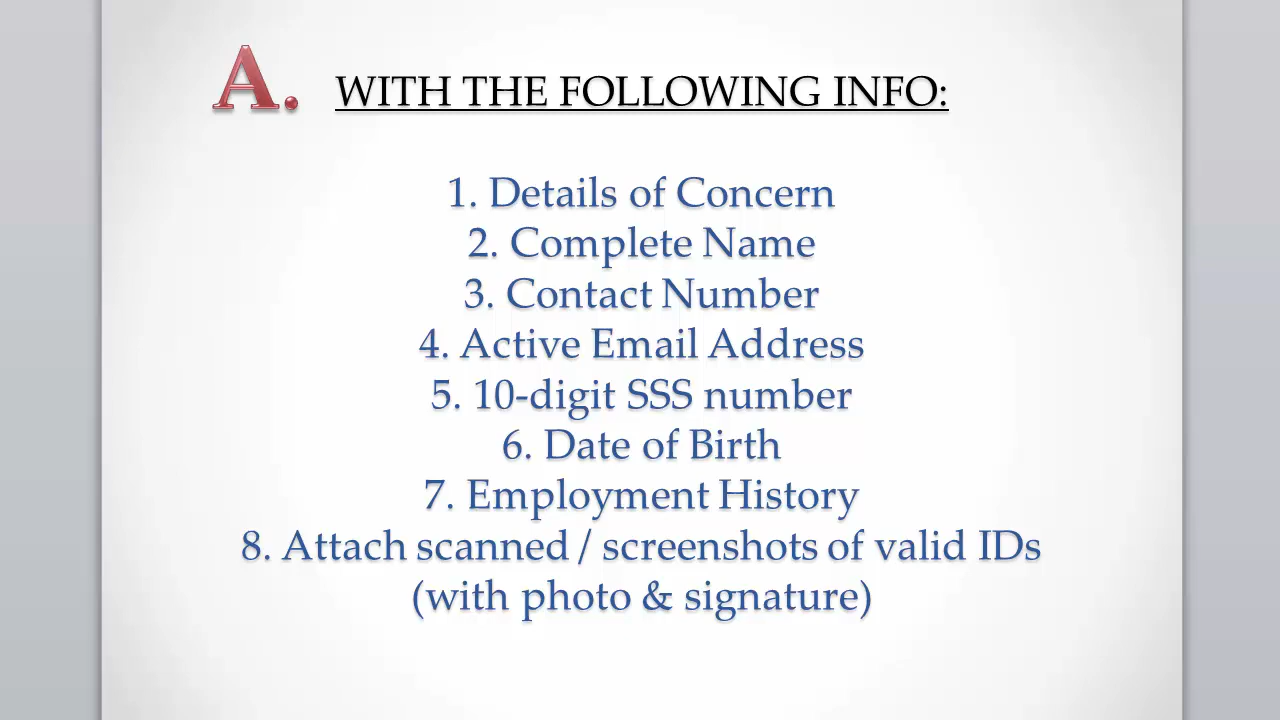 A. WITH THE FOLLOWING INFO:
1. Details of Concern
2. Complete Name
3. Contact Number
4. Active Email Address
5. 10-digit SSS number
6. Date of Birth
7. Employment History
8. Attach scanned / screenshots of valid IDs
(with photo & signature)